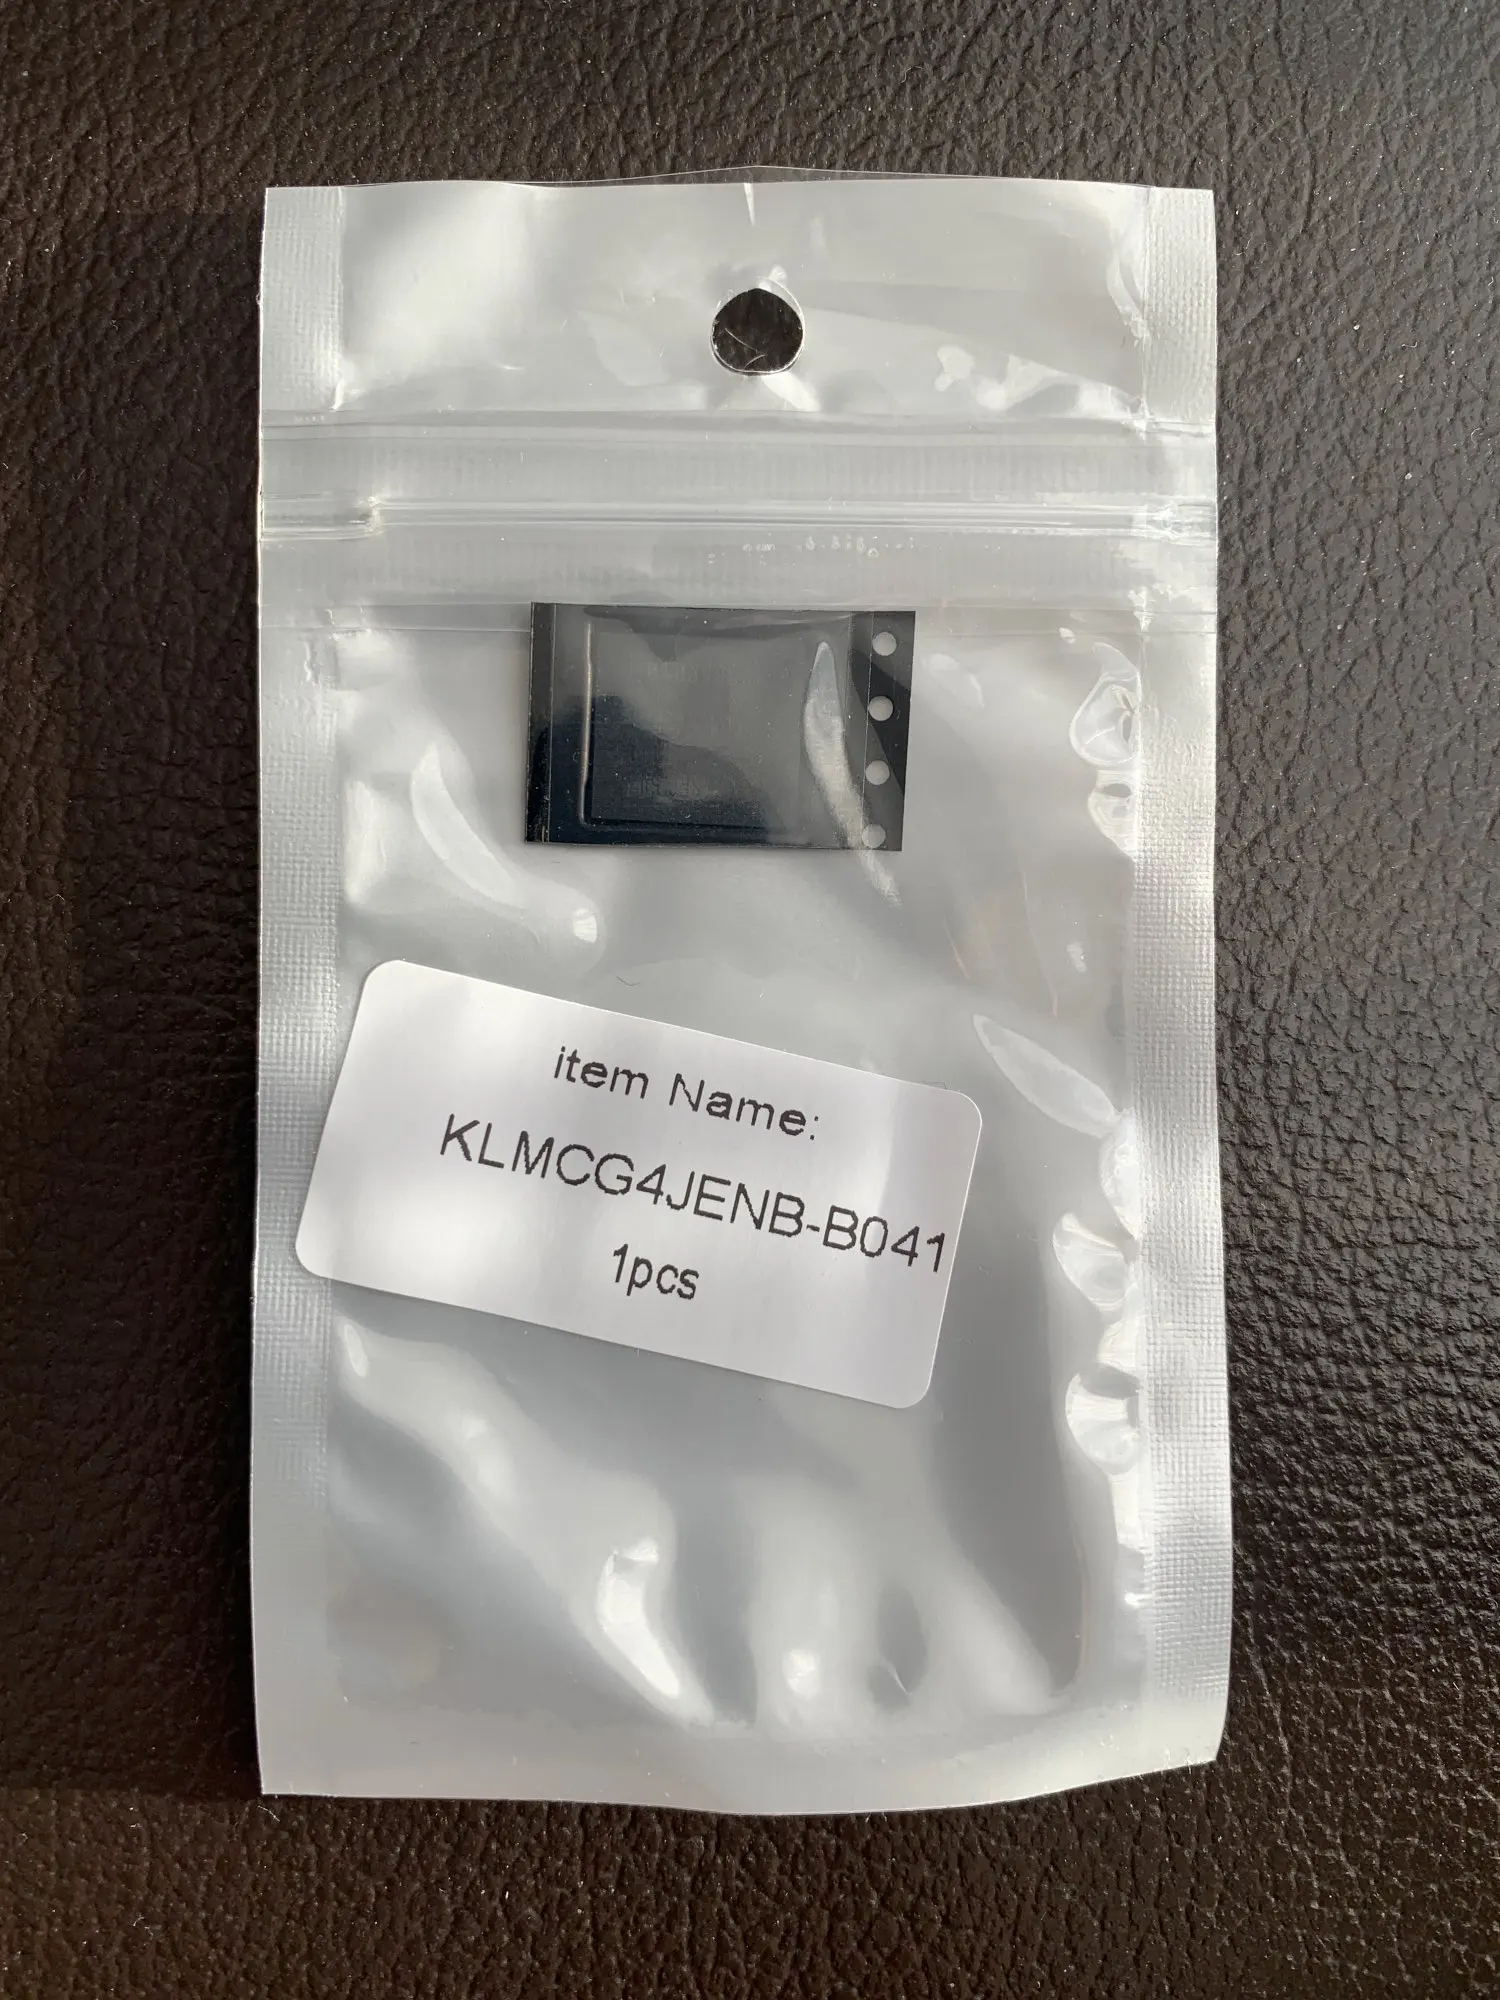 item Name:
KLMCG4JENB-B041
1pcs